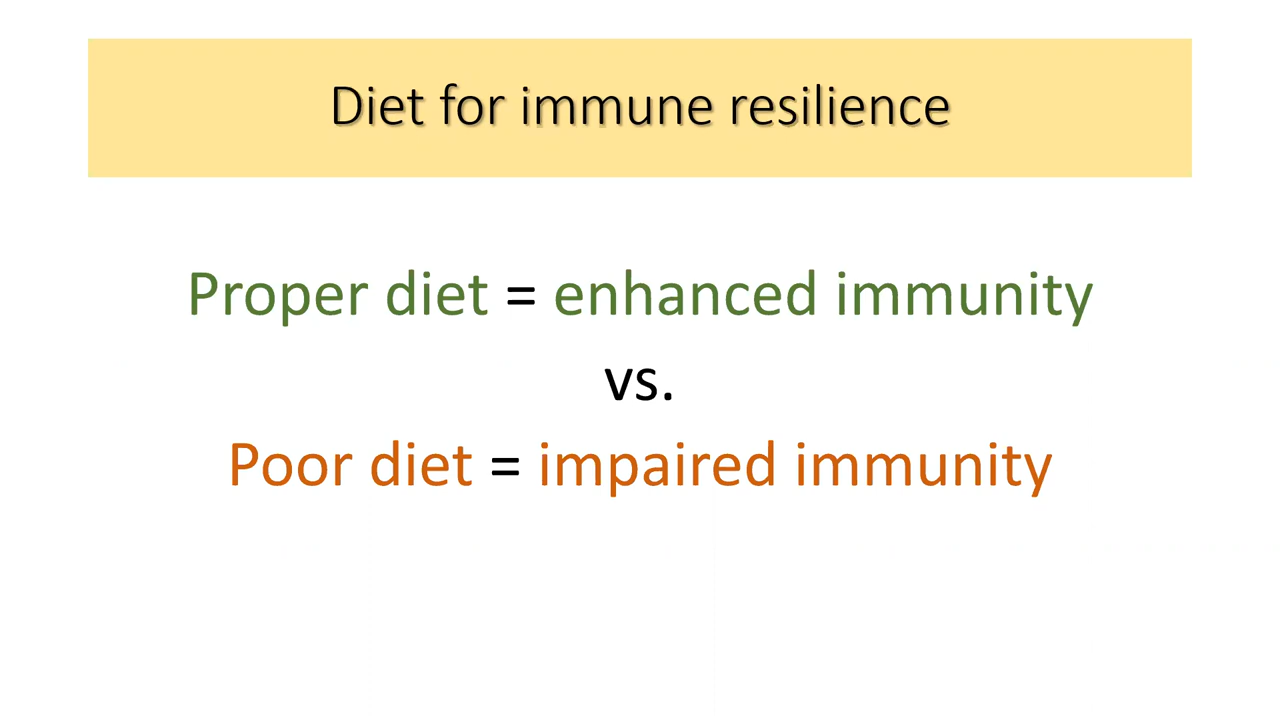 Diet for immune resilience
Proper diet = enhanced immunity
vs.
Poor diet = impaired immunity